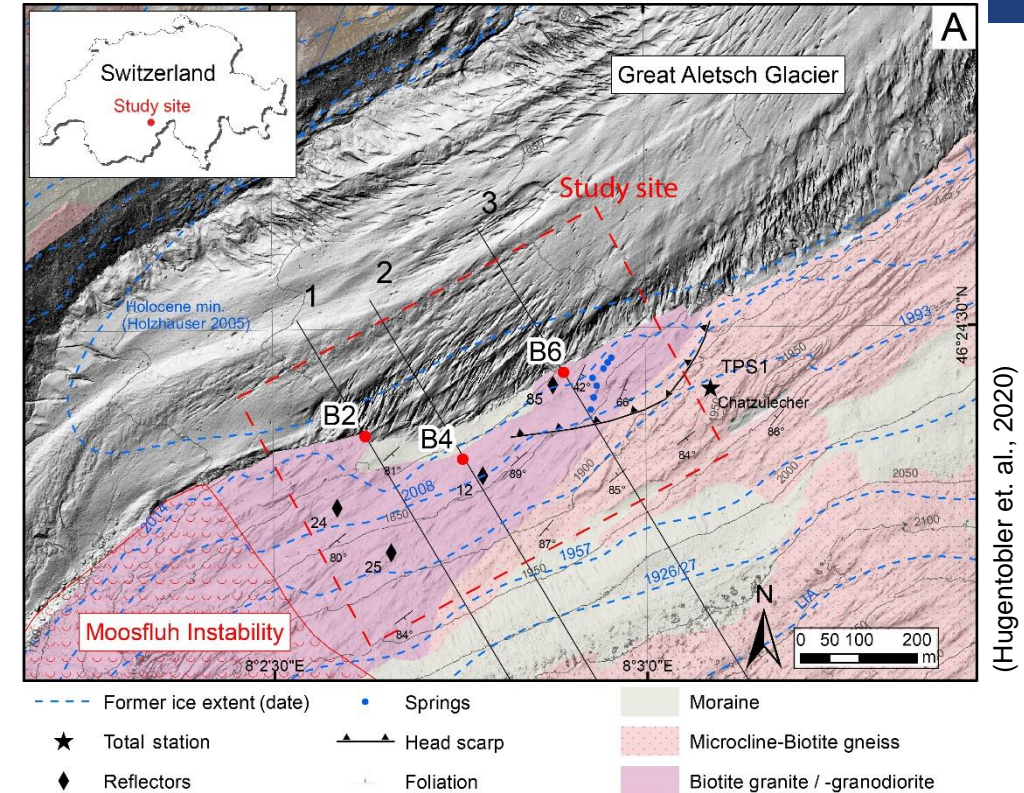 A
Switzerland
Study site
Great Aletsch Glacier
Study site
3
2
1
Holocene min.
(Holzhäuser 2005)
1993
46°24'30"N
B6
1950
TPS1
42°
85
Chatzulecher
1950
66°
B2
B4
86°
81°
84°
2008
12
89°
1900
2000
2050
85°
24
1850
2014
2100
87°
80°
1957
25
1950
1926/27
LIA
84°
N
Moosfluh Instability
8°2'30"E
8°3'0"E
0 50 100 200
m
(Hugentobler et. al., 2020)
Former ice extent (date)
Springs
Moraine
Total station
Head scarp
Microcline-Biotite gneiss
Reflectors
Foliation
Biotite granite / -granodiorite